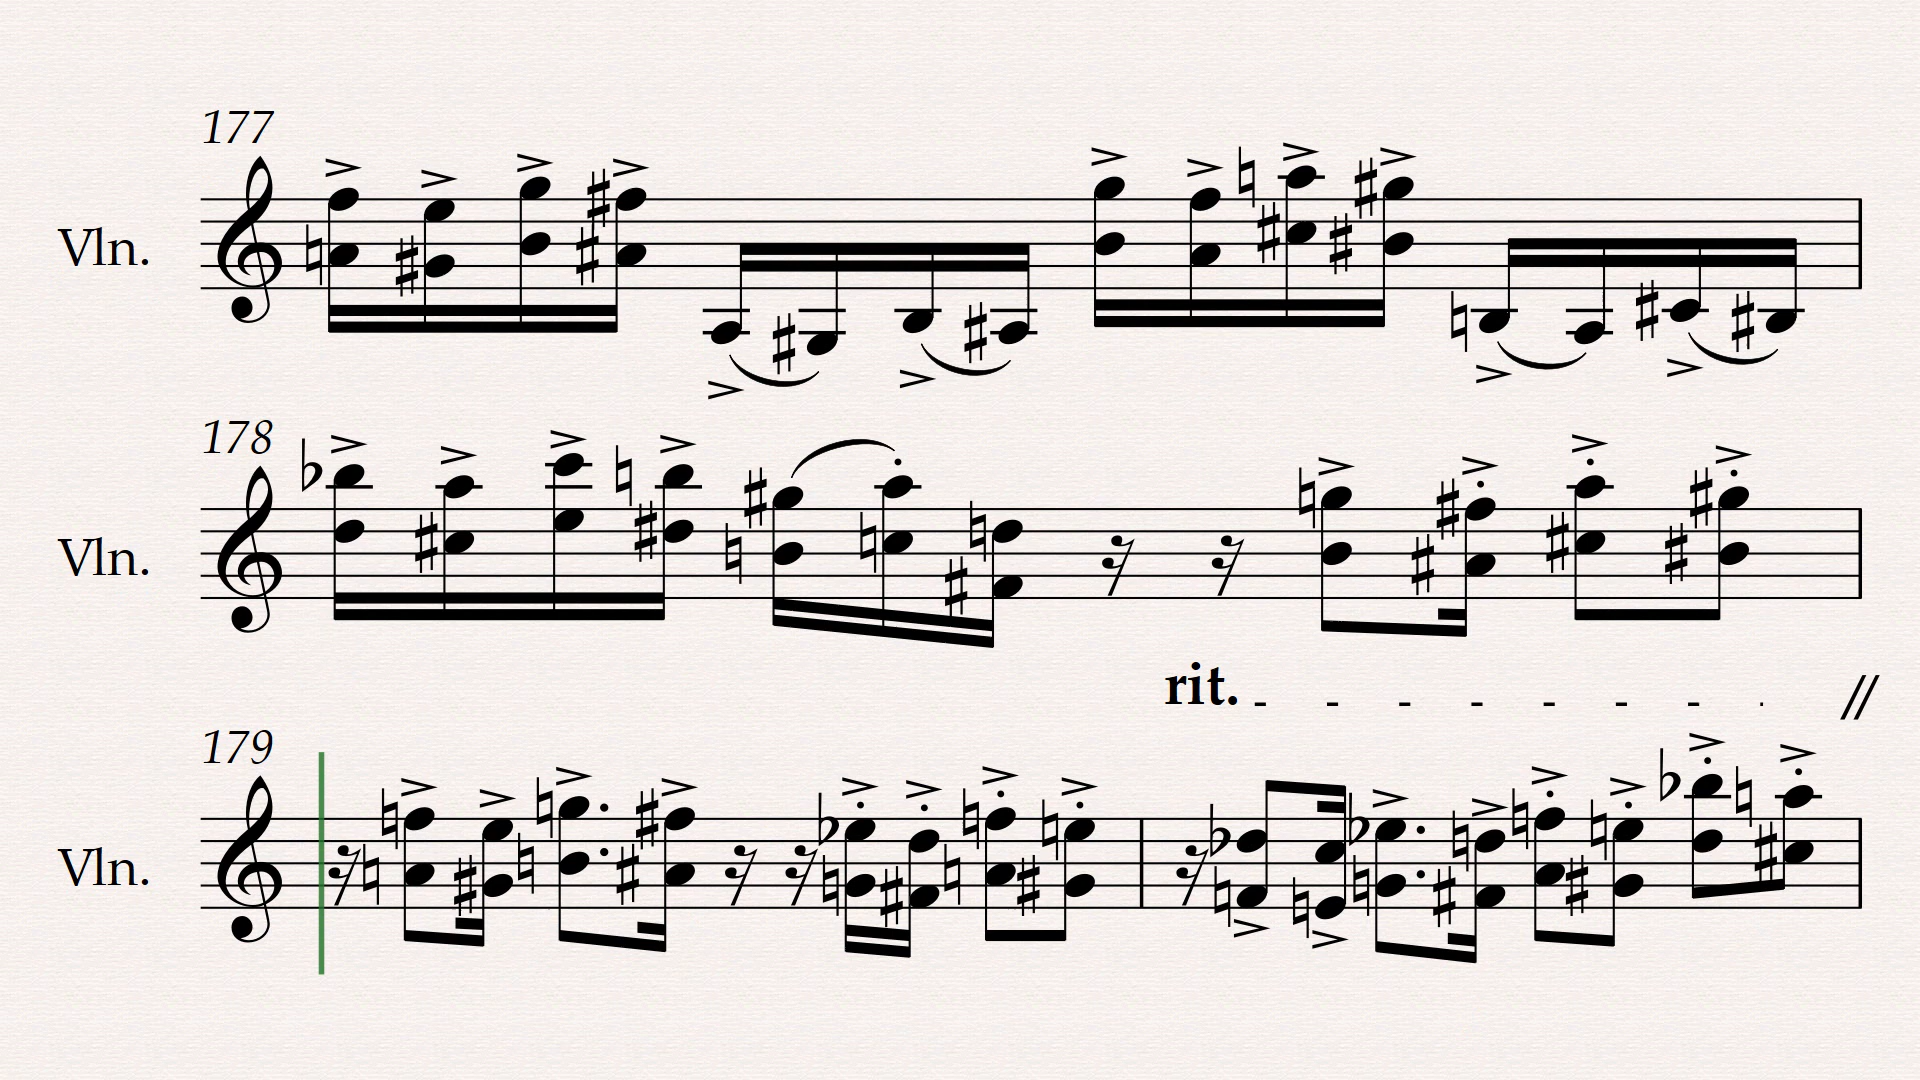 177
Vln.
178
Vln.
rit. - - - - - - - //
179
Vln.